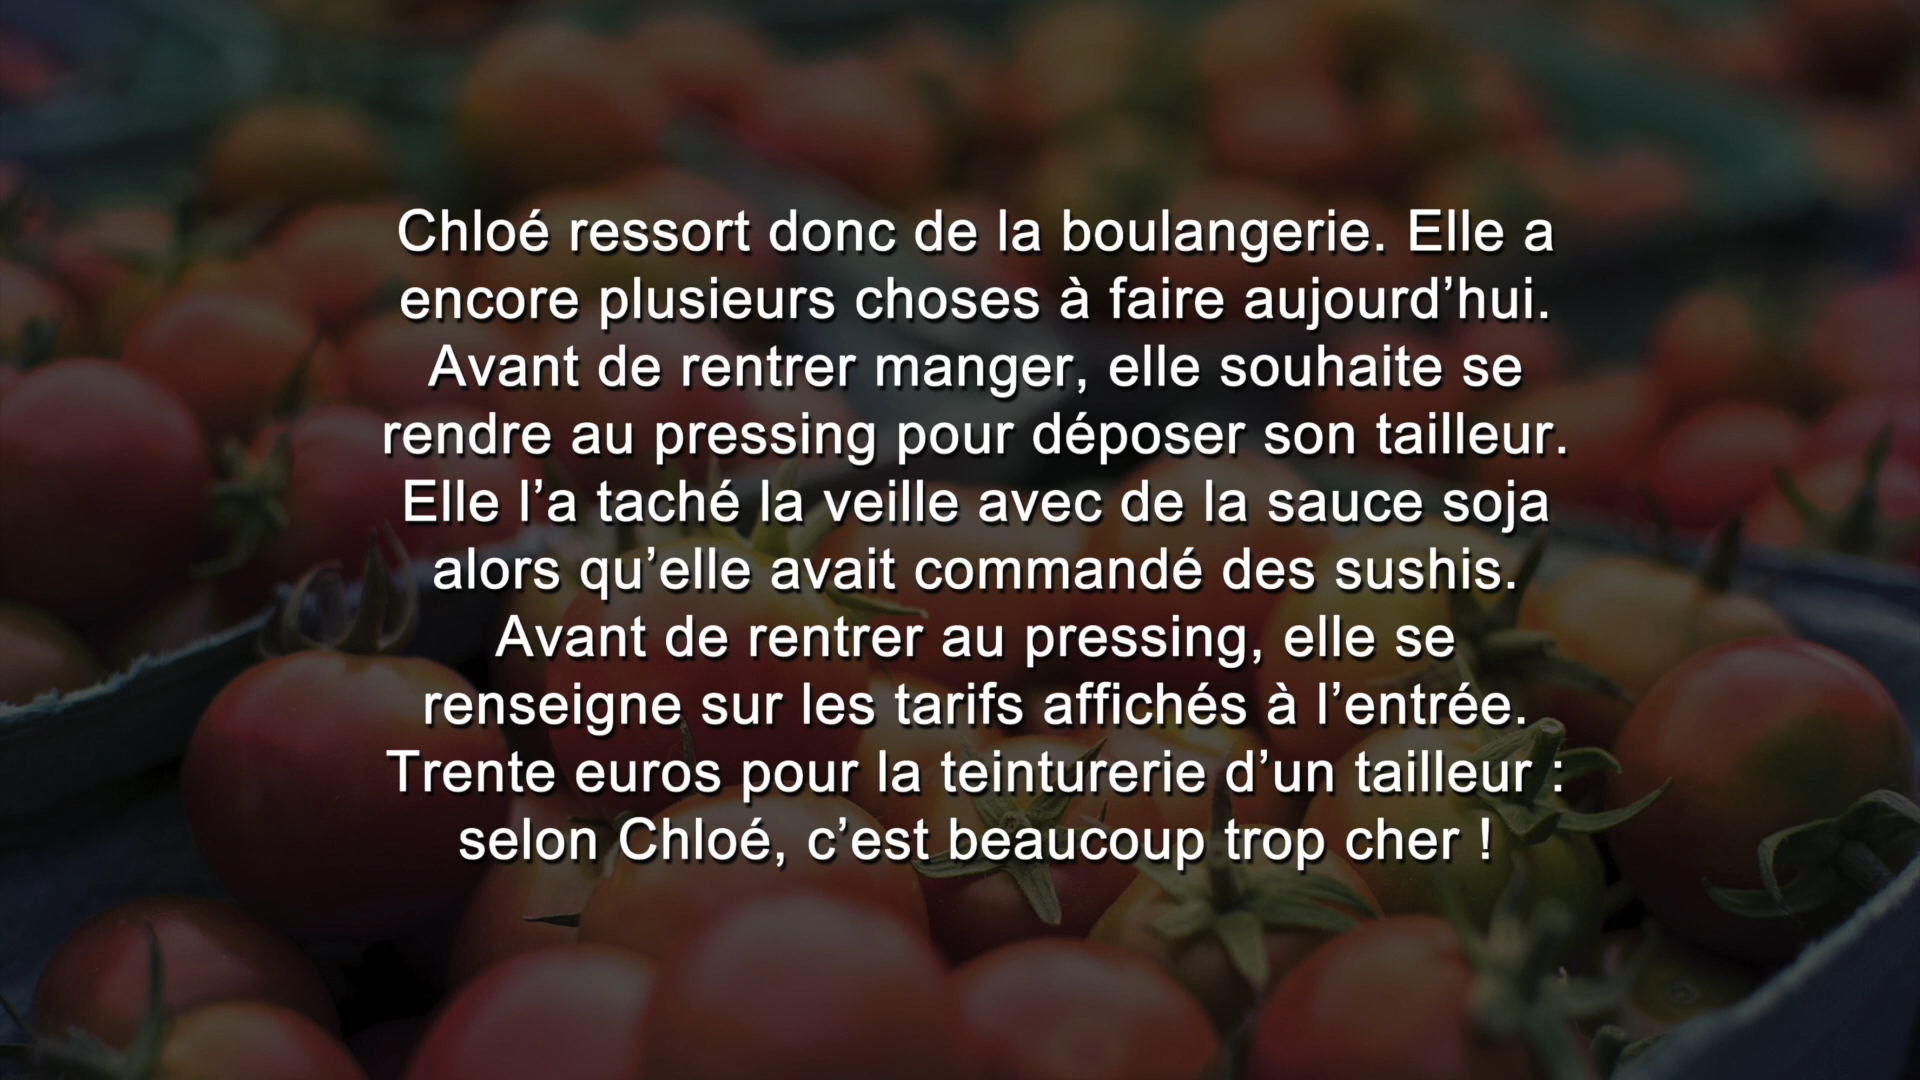 Chloé ressort donc de la boulangerie. Elle a
encore plusieurs choses à faire aujourd’hui.
Avant de rentrer manger, elle souhaite se
rendre au pressing pour déposer son tailleur.
Elle l’a taché la veille avec de la sauce soja
alors qu’elle avait commandé des sushis.
Avant de rentrer au pressing, elle se
renseigne sur les tarifs affichés à l’entrée.
Trente euros pour la teinturerie d’un tailleur :
selon Chloé, c’est beaucoup trop cher !